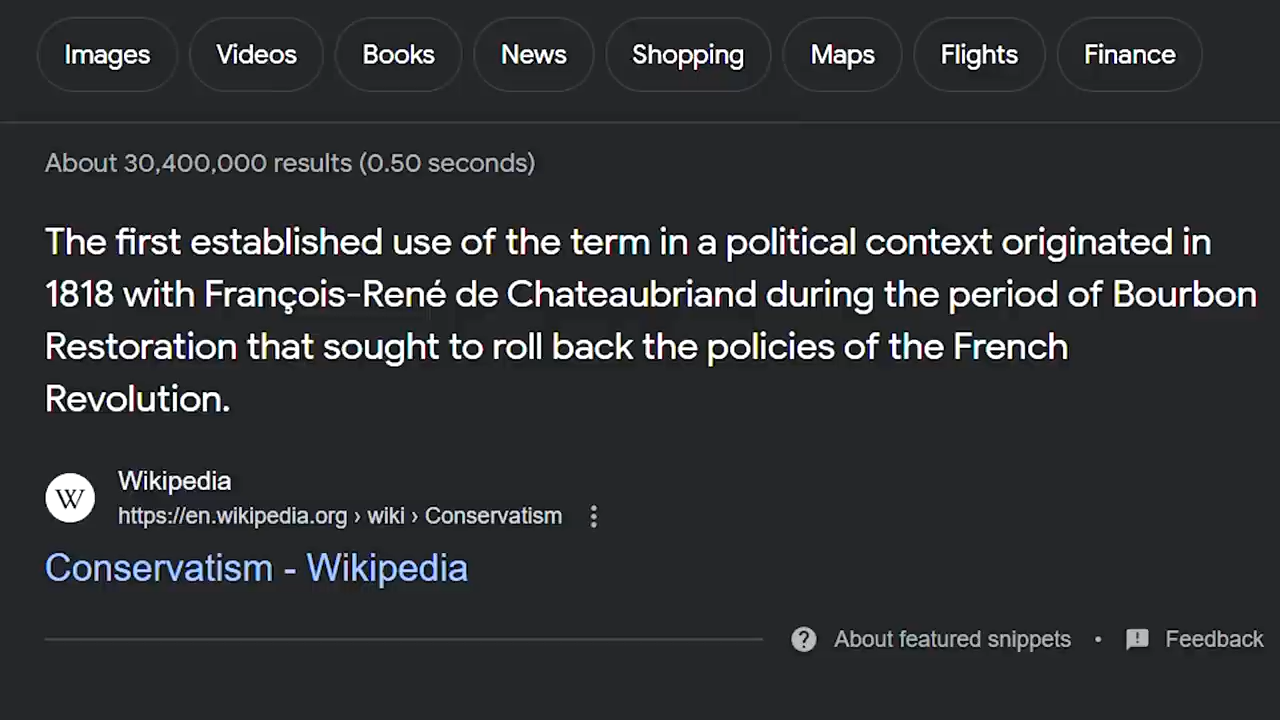 Images Videos Books News Shopping Maps Flights Finance
About 30,400,000 results (0.50 seconds)
The first established use of the term in a political context originated in
1818 with François-René de Chateaubriand during the period of Bourbon
Restoration that sought to roll back the policies of the French
Revolution.
W
Wikipedia
https://en.wikipedia.org › wiki › Conservatism
Conservatism - Wikipedia
About featured snippets • Feedback